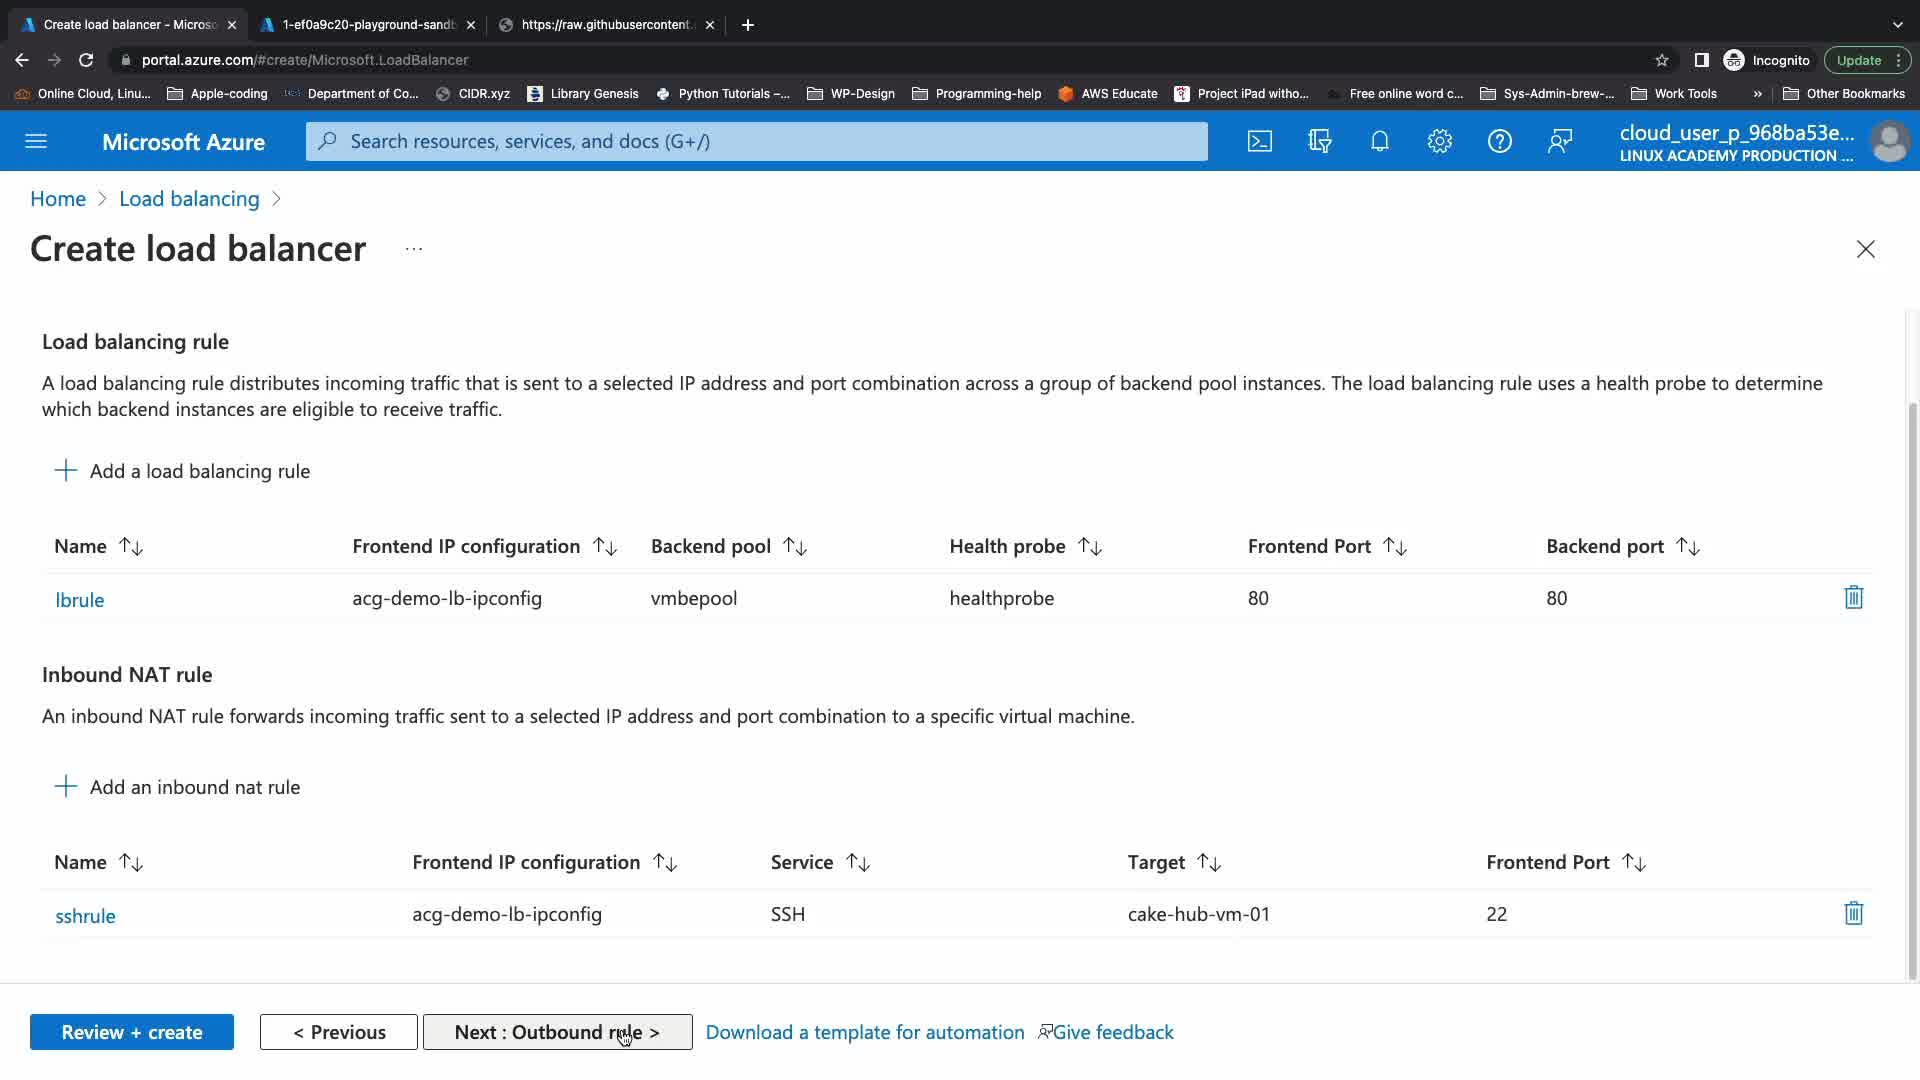 Create load balancer - Microso
1-ef0a9c20-playground-sandb
https://raw.githubusercontent.
portal.azure.com/#create/Microsoft.LoadBalancer
Incognito
Update
Online Cloud, Linu...
Apple-coding
Department of Co...
CIDR.xyz
Library Genesis
Python Tutorials –...
WP-Design
Programming-help
AWS Educate
Project iPad witho...
Free online word c...
Sys-Admin-brew-...
Work Tools
»
Other Bookmarks
Microsoft Azure
Search resources, services, and docs (G+/)
cloud_user_p_968ba53e...
LINUX ACADEMY PRODUCTION ...
Home > Load balancing >
Create load balancer ...
Load balancing rule
A load balancing rule distributes incoming traffic that is sent to a selected IP address and port combination across a group of backend pool instances. The load balancing rule uses a health probe to determine
which backend instances are eligible to receive traffic.
+ Add a load balancing rule
Name Frontend IP configuration Backend pool Health probe Frontend Port Backend port
lbrule acg-demo-lb-ipconfig vmbepool healthprobe 80 80
Inbound NAT rule
An inbound NAT rule forwards incoming traffic sent to a selected IP address and port combination to a specific virtual machine.
+ Add an inbound nat rule
Name Frontend IP configuration Service Target Frontend Port
sshrule acg-demo-lb-ipconfig SSH cake-hub-vm-01 22
Review + create
< Previous
Next : Outbound rule >
Download a template for automation
Give feedback